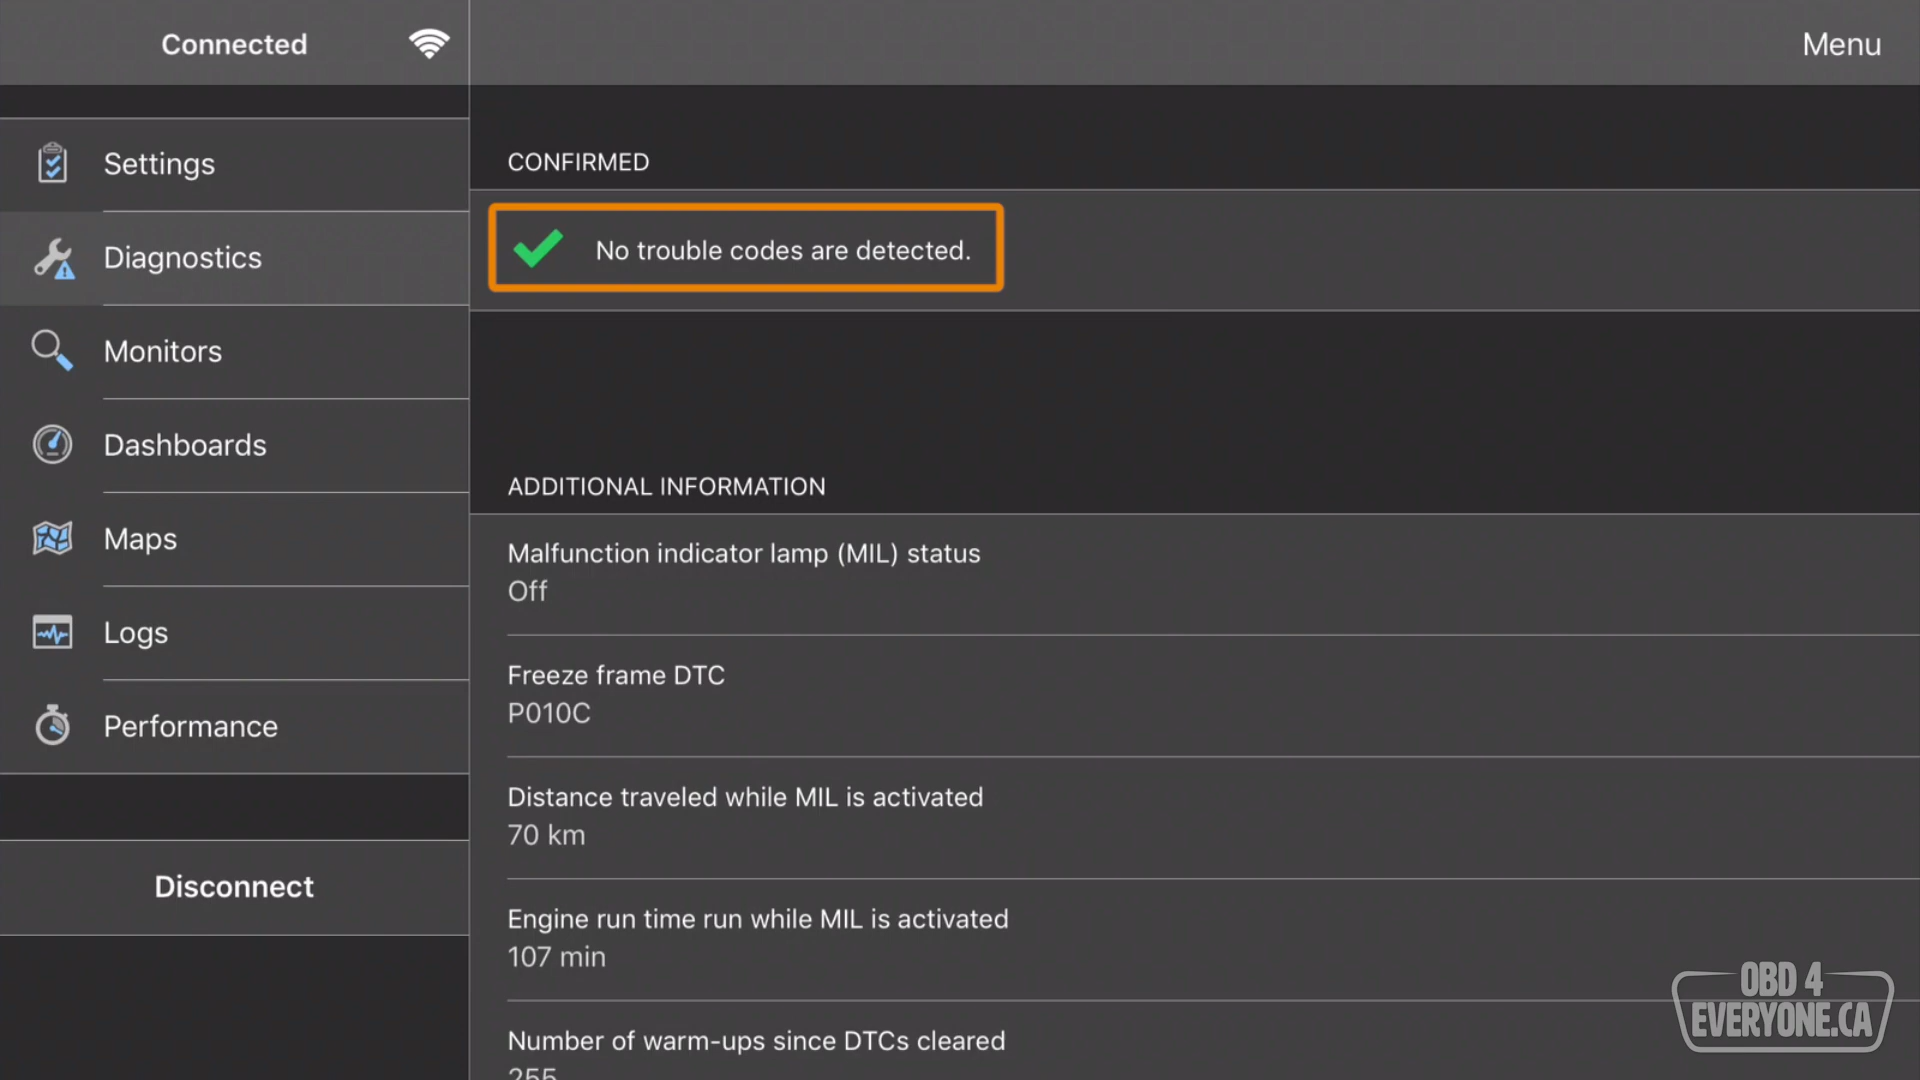 Connected
Menu
Settings
Diagnostics
Monitors
Dashboards
Maps
Logs
Performance
Disconnect
CONFIRMED
No trouble codes are detected.
ADDITIONAL INFORMATION
Malfunction indicator lamp (MIL) status
Off
Freeze frame DTC
P010C
Distance traveled while MIL is activated
70 km
Engine run time run while MIL is activated
107 min
Number of warm-ups since DTCs cleared
255
OBD 4
EVERYONE.CA